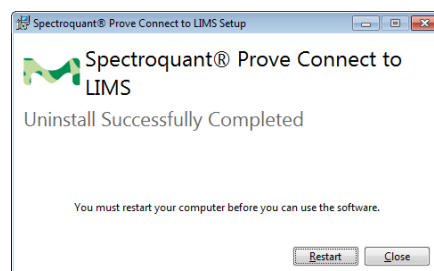 Spectroquant® Prove Connect to LIMS Setup
Spectroquant® Prove Connect to
LIMS
Uninstall Successfully Completed
You must restart your computer before you can use the software.
Restart
Close